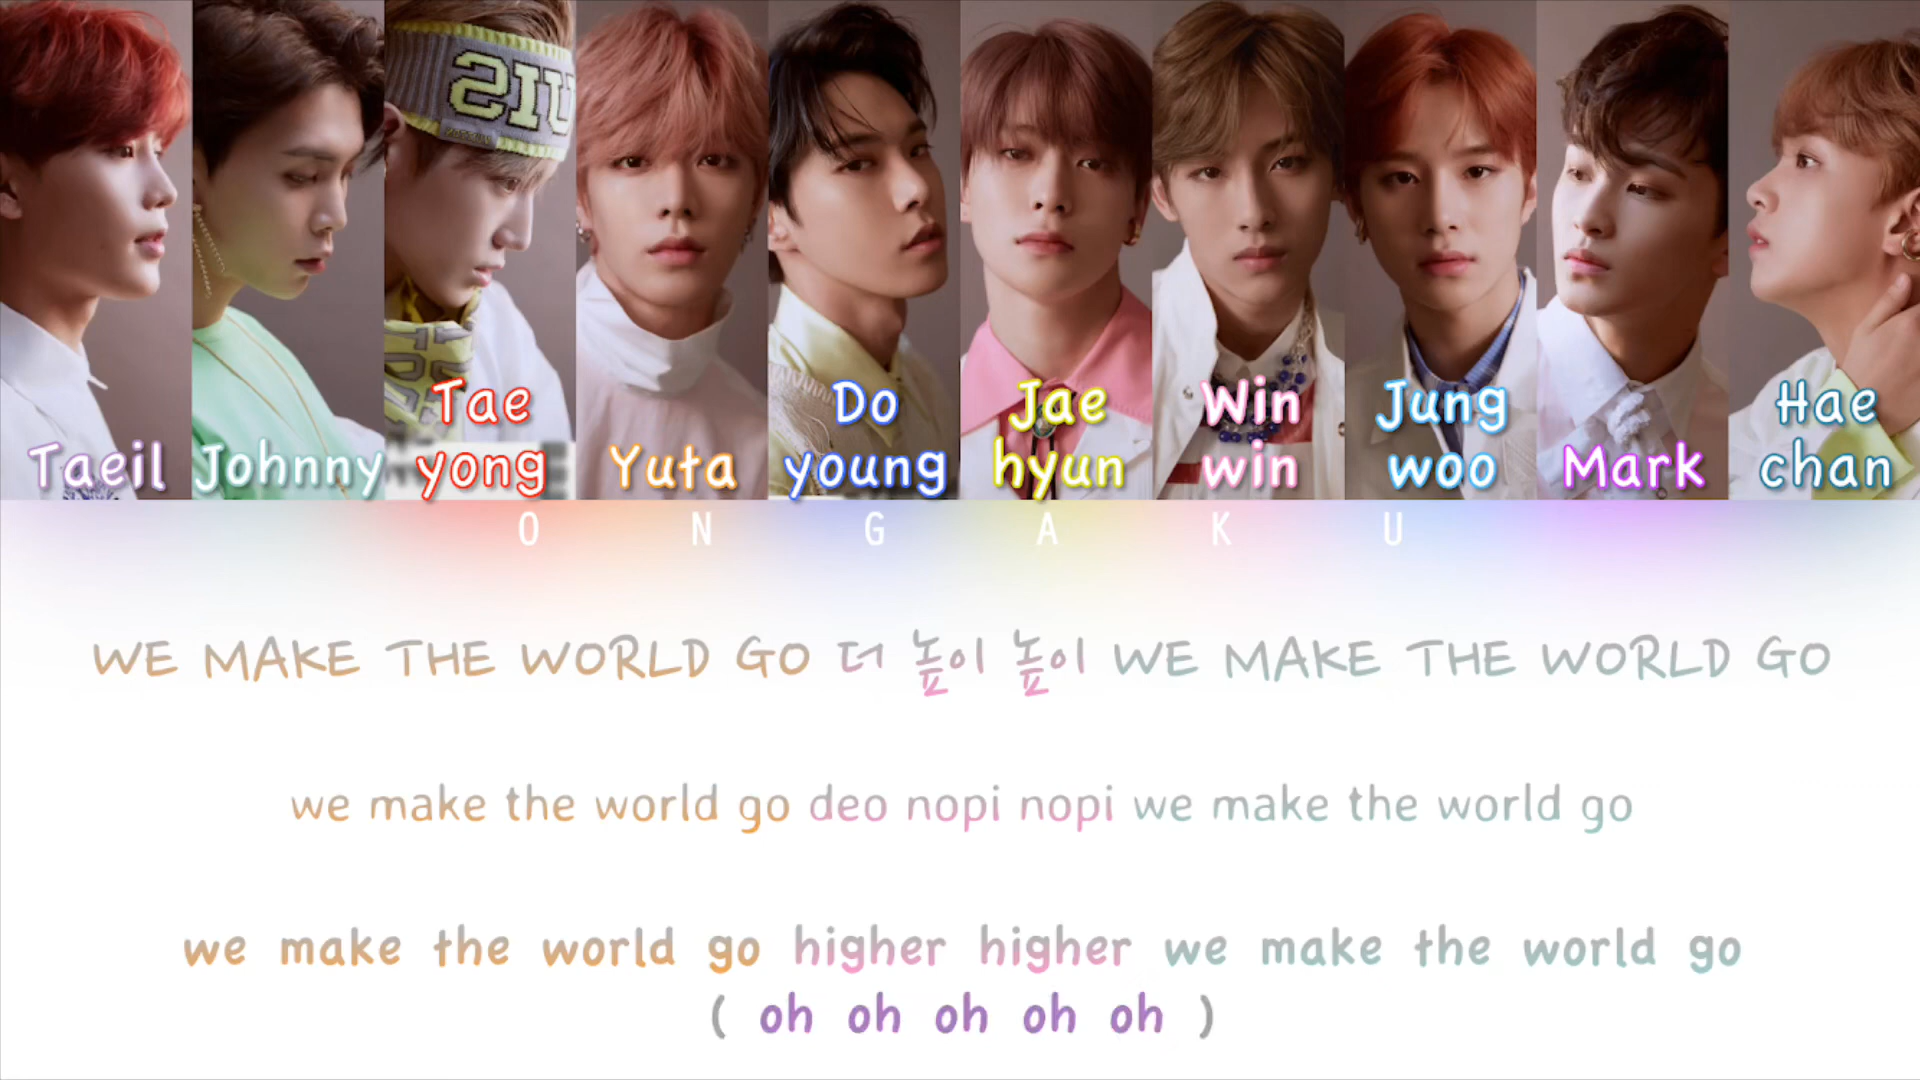 SIU
Tae Do Jae Win Jung Hae
Taeil Johnny yong Yuta young hyun win woo Mark chan
O N G A K U
WE MAKE THE WORLD GO 더 높이 높이 WE MAKE THE WORLD GO
we make the world go deo nopi nopi we make the world go
we make the world go higher higher we make the world go
( oh oh oh oh oh )